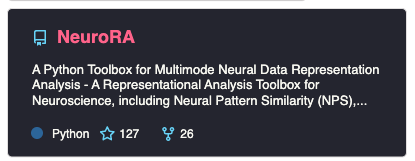 NeuroRA
A Python Toolbox for Multimode Neural Data Representation
Analysis - A Representational Analysis Toolbox for
Neuroscience, including Neural Pattern Similarity (NPS),...
Python 127 26